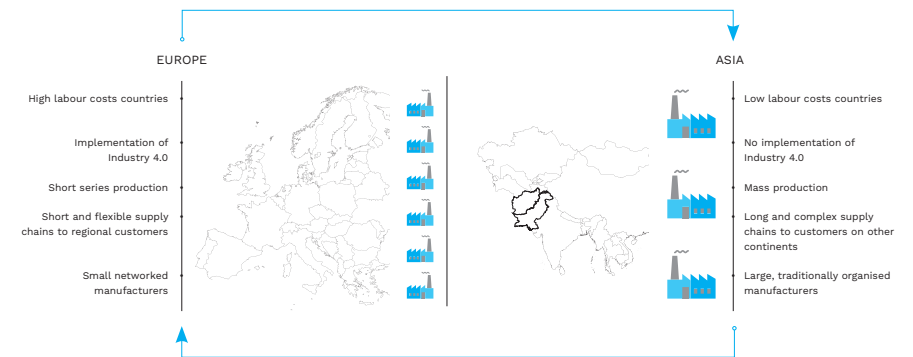 EUROPE
High labour costs countries
Implementation of
Industry 4.0
Short series production
Short and flexible supply
chains to regional customers
Small networked
manufacturers
ASIA
Low labour costs countries
No implementation of
Industry 4.0
Mass production
Long and complex supply
chains to customers on other
continents
Large, traditionally organised
manufacturers